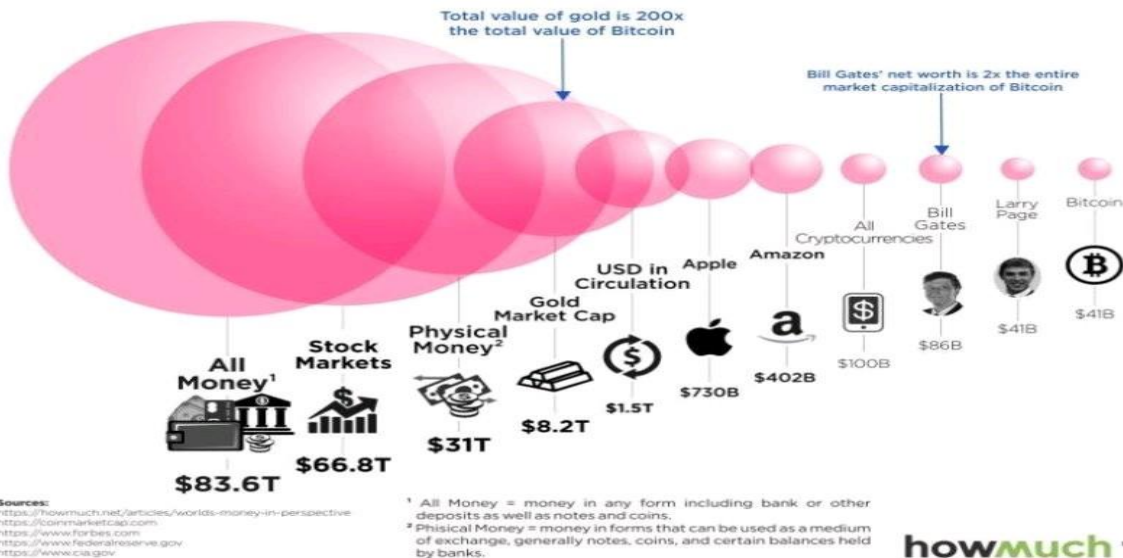 Total value of gold is 200x
the total value of Bitcoin
Bill Gates' net worth is 2x the entire
market capitalization of Bitcoin
All
Money¹
$83.6T
Stock
Markets
$66.8T
Physical
Money²
$31T
Gold
Market Cap
$8.2T
USD in
Circulation
$1.5T
Apple
$730B
Amazon
a
$402B
All
Cryptocurrencies
$100B
Bill
Gates
$86B
Larry
Page
$41B
Bitcoin
$41B
Sources:
https://howmuch.net/articles/worlds-money-in-perspective
https://coinmarketcap.com
https://www.forbes.com
https://www.federalreserve.gov
https://www.cia.gov
¹ All Money = money in any form including bank or other
deposits as well as notes and coins.
² Phisical Money = money in forms that can be used as a medium
of exchange, generally notes, coins, and certain balances held
by banks.
howmuch